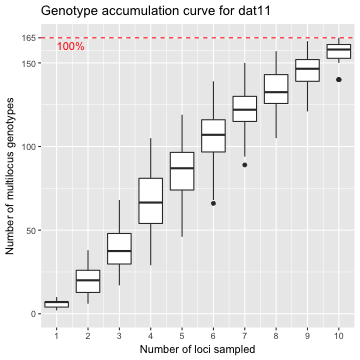 Genotype accumulation curve for dat11
165
100%
150
100
50
0
Number of multilocus genotypes
1 2 3 4 5 6 7 8 9 10
Number of loci sampled